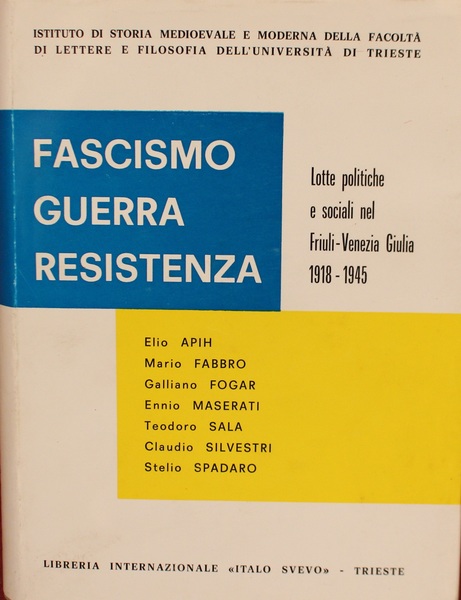 ISTITUTO DI STORIA MEDIOEVALE E MODERNA DELLA FACOLTÀ
DI LETTERE E FILOSOFIA DELL'UNIVERSITÀ DI TRIESTE
FASCISMO
GUERRA
RESISTENZA
Lotte politiche
e sociali nel
Friuli-Venezia Giulia
1918 - 1945
Elio APIH
Mario FABBRO
Galliano FOGAR
Ennio MASERATI
Teodoro SALA
Claudio SILVESTRI
Stelio SPADARO
LIBRERIA INTERNAZIONALE «ITALO SVEVO» - TRIESTE